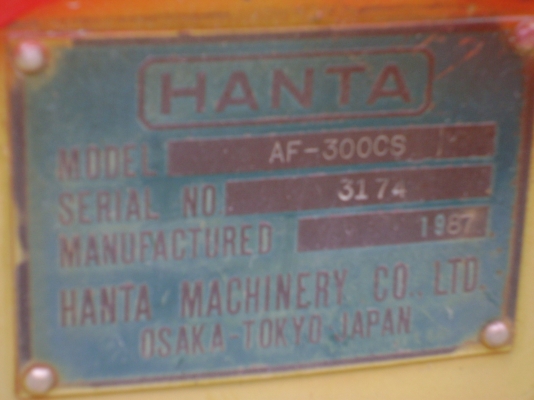 HANTA
MODEL AF-300CS
SERIAL NO. 3174
MANUFACTURED 1987
HANTA MACHINERY CO., LTD.
OSAKA-TOKYO JAPAN